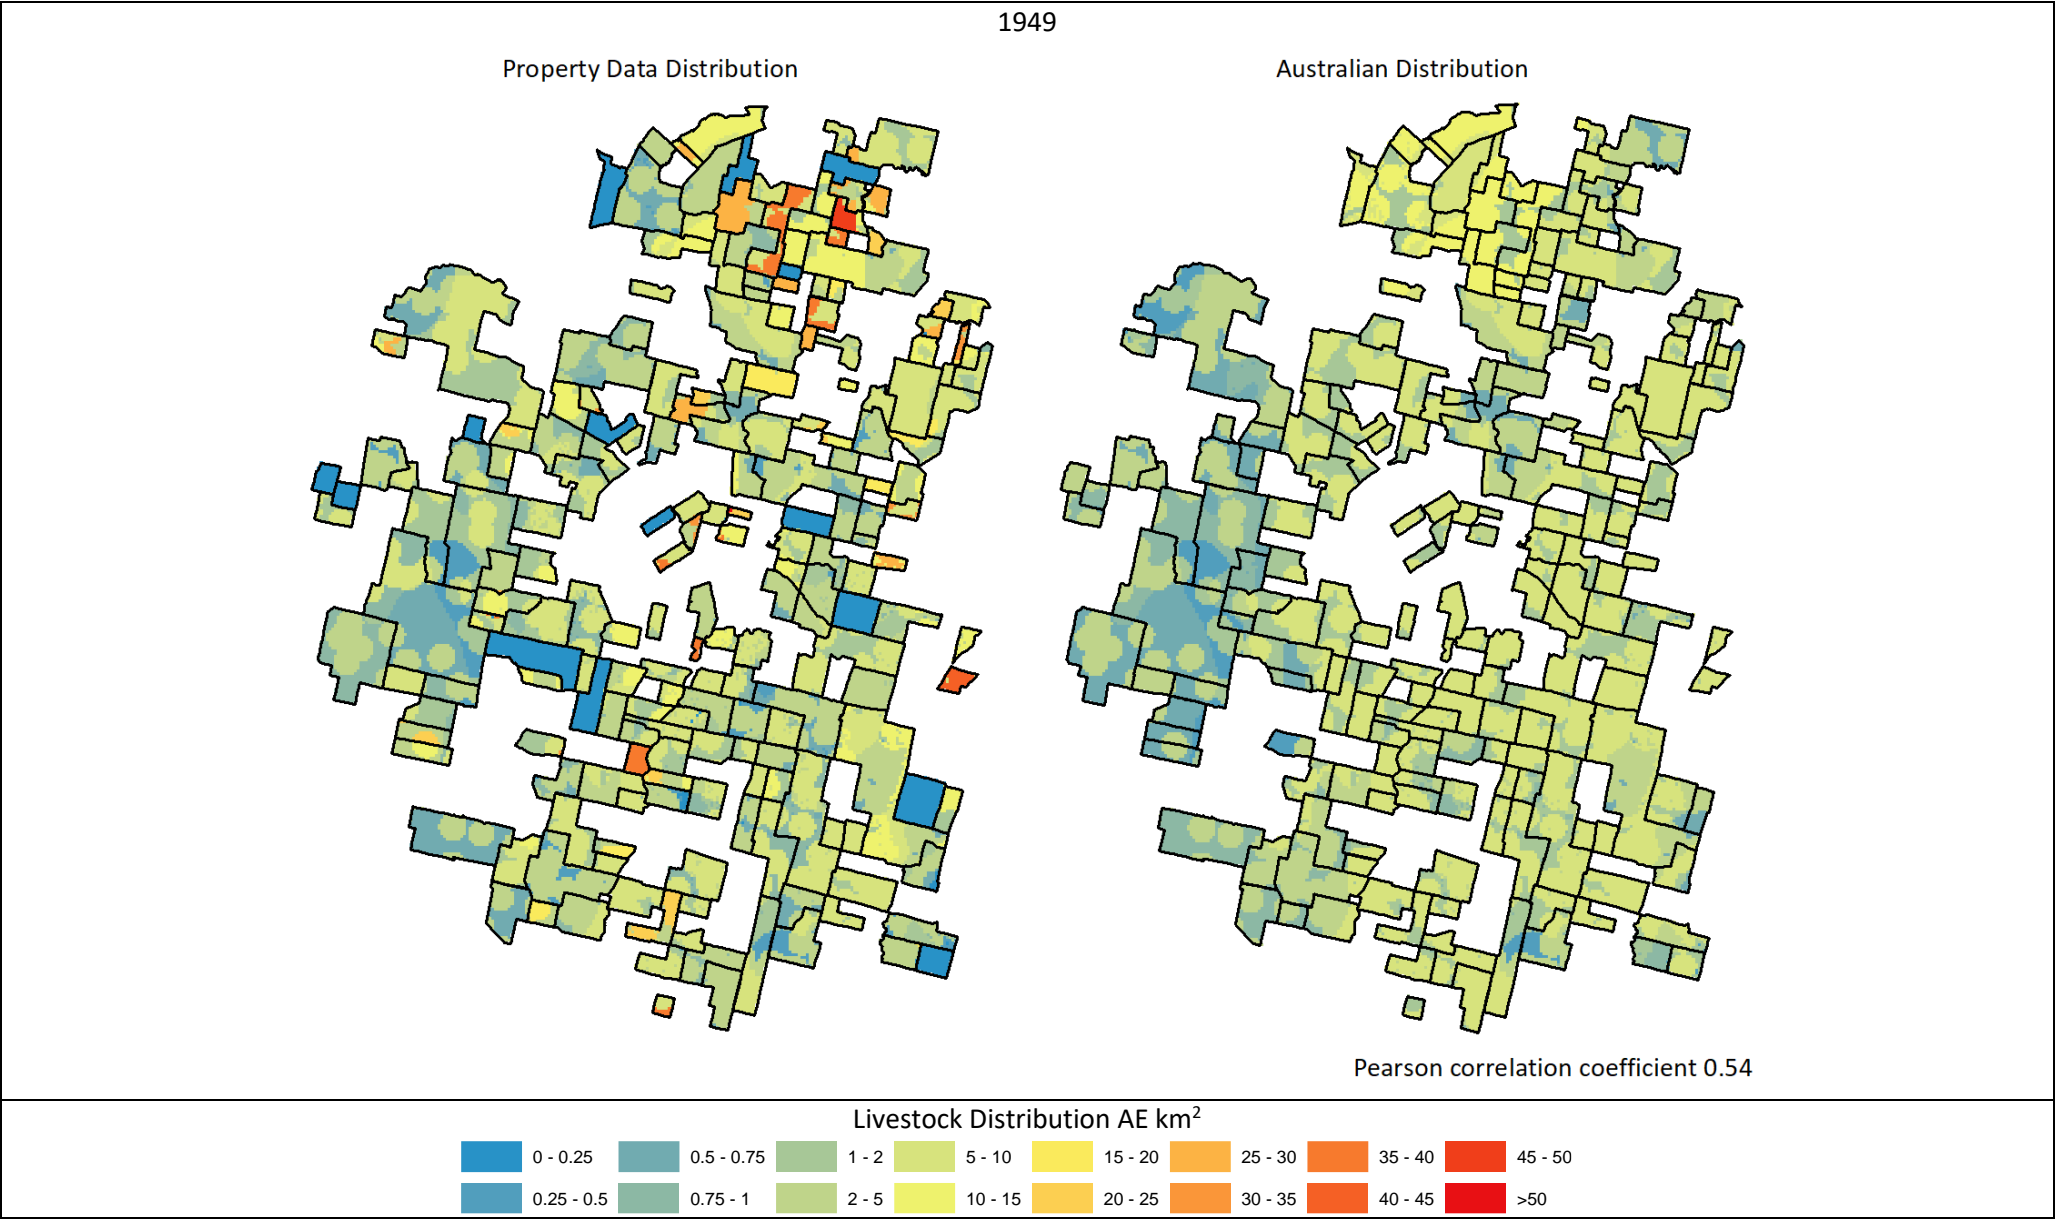 1949
Property Data Distribution
Australian Distribution
Pearson correlation coefficient 0.54
Livestock Distribution AE km²
0 - 0.25
0.5 - 0.75
1 - 2
5 - 10
15 - 20
25 - 30
35 - 40
45 - 50
0.25 - 0.5
0.75 - 1
2 - 5
10 - 15
20 - 25
30 - 35
40 - 45
>50